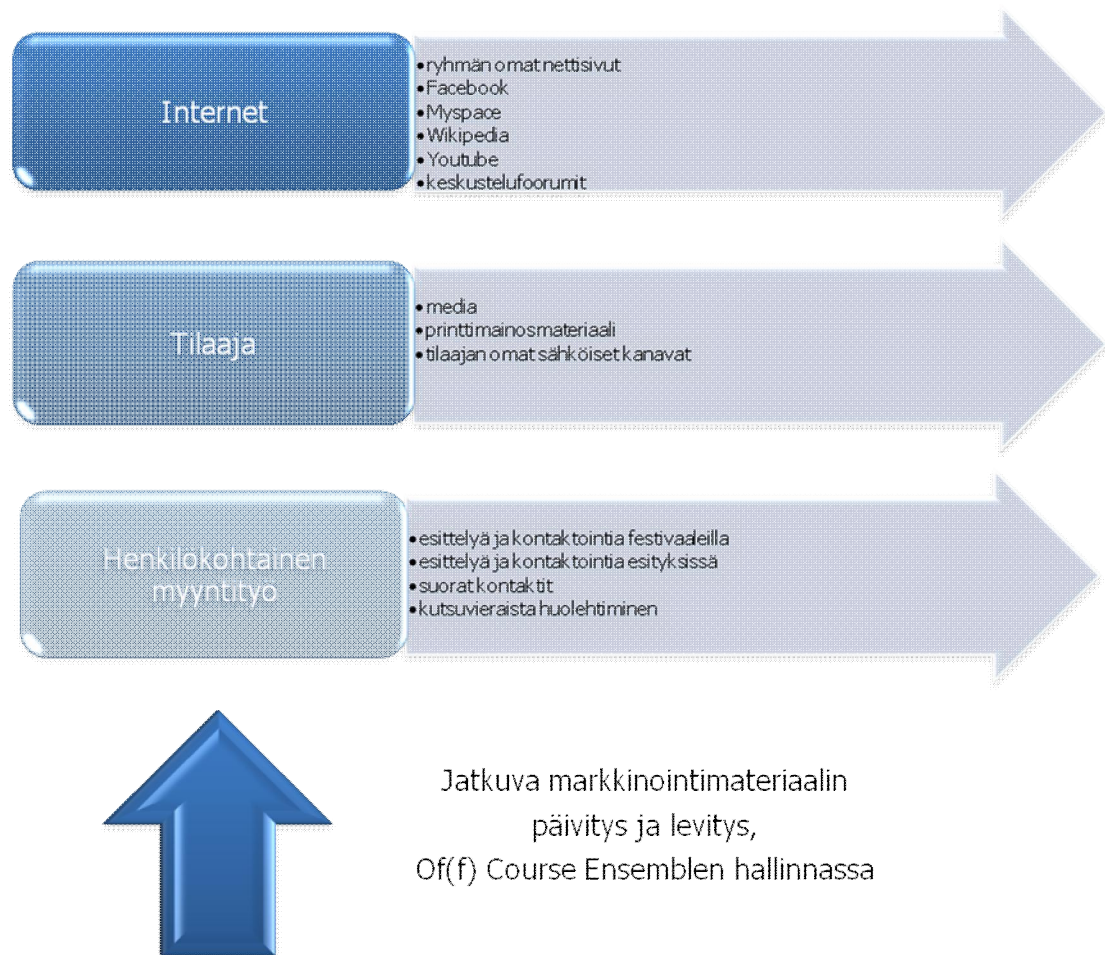 Internet
•ryhmän omat nettisivut
•Facebook
•Myspace
•Wikipedia
•Youtube
•keskustelufoorumit
Tilaaja
•media
•printtimainosmateriaali
•tilaajan omat sähköiset kanavat
Henkilökohtainen
myyntityo
•esittelyä ja kontaktointia festivaaleilla
•esittelyä ja kontaktointia esityksissä
•suorat kontaktit
•kutsuvieraista huolehtiminen
Jatkuva markkinointimateriaalin
päivitys ja levitys,
Of(f) Course Ensemblen hallinnassa